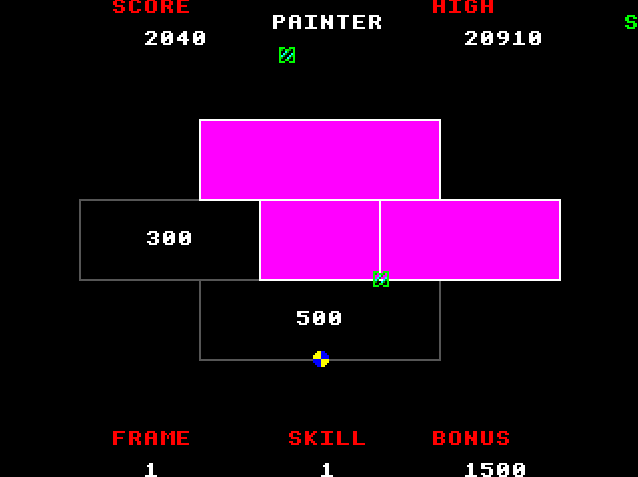 SCORE PAINTER HIGH S
2040 20910
300
500
FRAME SKILL BONUS
1 1 1500